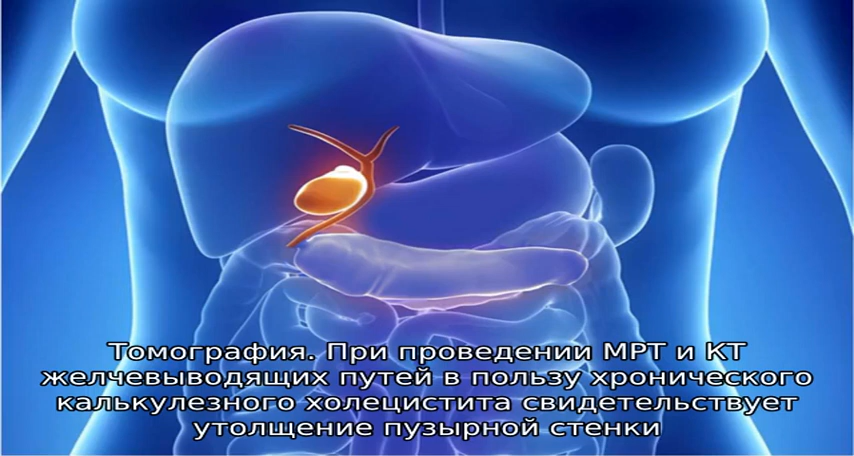 Томография. При проведении МРТ и КТ
желчевыводящих путей в пользу хронического
калькулезного холецистита свидетельствует
утолщение пузырной стенки